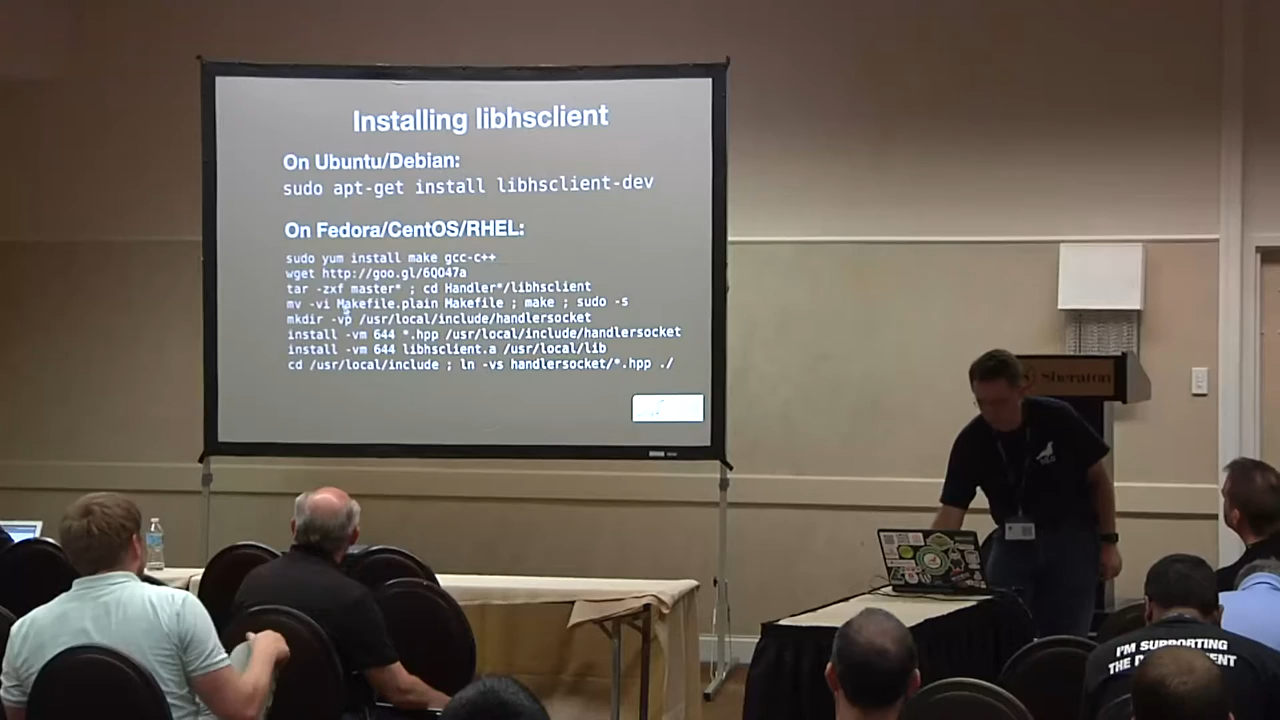 Installing libhsclient
On Ubuntu/Debian:
sudo apt-get install libhsclient-dev
On Fedora/CentOS/RHEL:
sudo yum install make gcc-c++
wget http://goo.gl/6QO47a
tar -zxf master* ; cd Handler*/libhsclient
mv -vi Makefile.plain Makefile ; make ; sudo -s
mkdir -vp /usr/local/include/handlersocket
install -vm 644 *.hpp /usr/local/include/handlersocket
install -vm 644 libhsclient.a /usr/local/lib
cd /usr/local/include ; ln -vs handlersocket/*.hpp ./
Sheraton
I'M SUPPORTING
THE